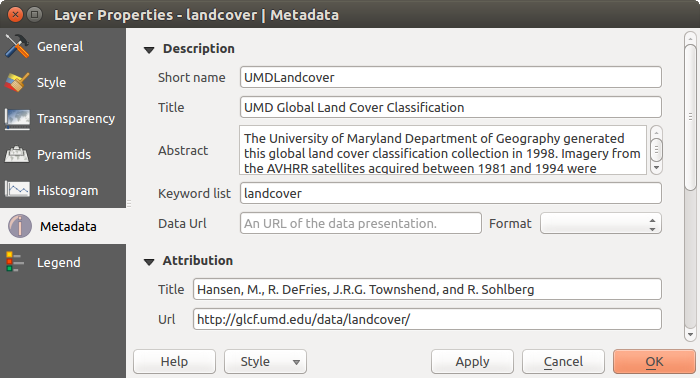 Layer Properties - landcover | Metadata
General
Style
Transparency
Pyramids
Histogram
Metadata
Legend
Description
Short name UMDLandcover
Title UMD Global Land Cover Classification
Abstract
The University of Maryland Department of Geography generated
this global land cover classification collection in 1998. Imagery from
the AVHRR satellites acquired between 1981 and 1994 were
Keyword list landcover
Data Url An URL of the data presentation. Format
Attribution
Title Hansen, M., R. DeFries, J.R.G. Townshend, and R. Sohlberg
Url http://glcf.umd.edu/data/landcover/
Help Style Apply Cancel OK